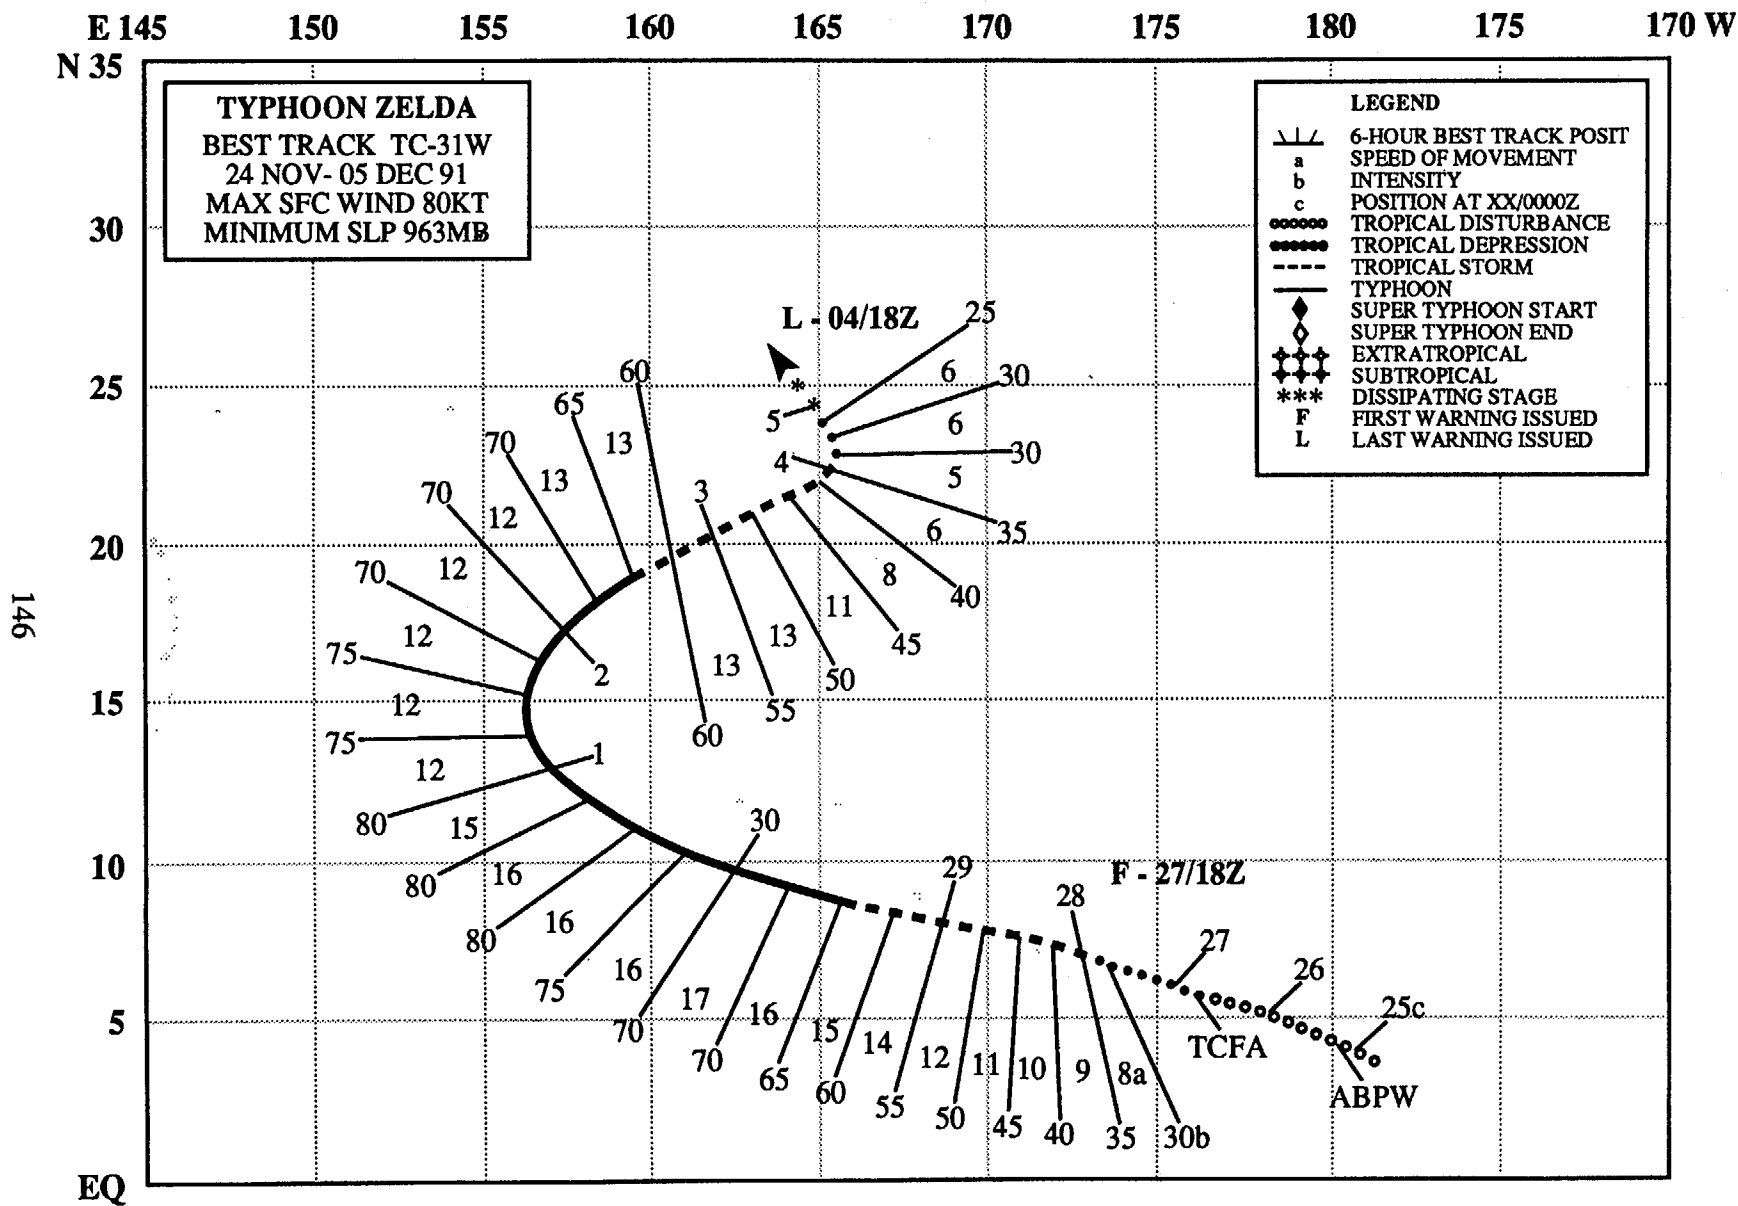 E 145 150 155 160 165 170 175 180 175 170 W
N 35
30
25
20
15
10
5
EQ
TYPHOON ZELDA
BEST TRACK TC-31W
24 NOV- 05 DEC 91
MAX SFC WIND 80KT
MINIMUM SLP 963MB
LEGEND
6-HOUR BEST TRACK POSIT
a SPEED OF MOVEMENT
b INTENSITY
c POSITION AT XX/0000Z
TROPICAL DISTURBANCE
TROPICAL DEPRESSION
TROPICAL STORM
TYPHOON
SUPER TYPHOON START
SUPER TYPHOON END
EXTRATROPICAL
SUBTROPICAL
*** DISSIPATING STAGE
F FIRST WARNING ISSUED
L LAST WARNING ISSUED
L - 04/18Z
25
6
30
6
30
5
35
6
40
8
45
11
50
13
55
13
60
5
4
3
60
13
65
13
70
12
70
12
70
12
75
12
75
12
80
15
80
16
80
16
75
16
70
17
70
16
65
15
60
14
55
12
50
11
45
10
40
9
35
8a
30b
2
1
30
29
F - 27/18Z
28
27
26
25c
TCFA
ABPW
146